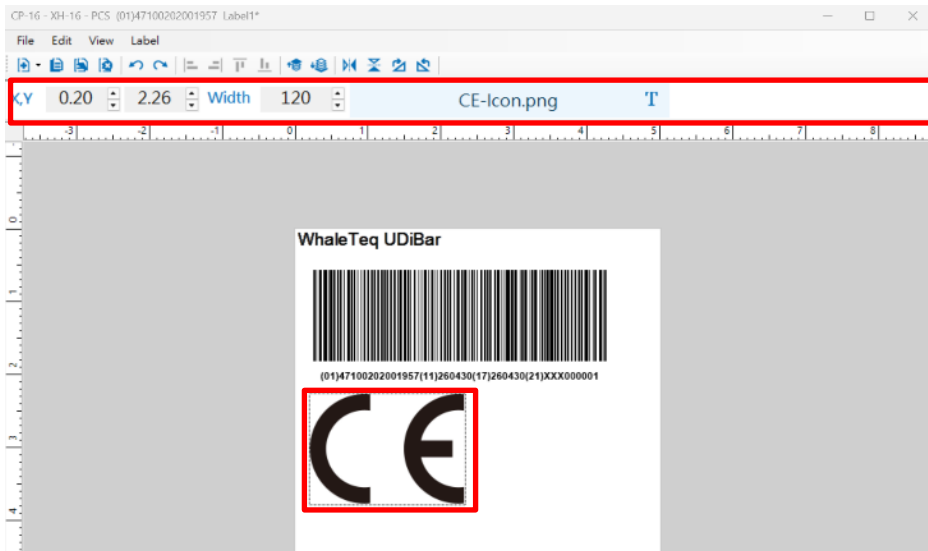 CP-16 - XH-16 - PCS (01)47100202001957 Label1*
File Edit View Label
X,Y 0.20 2.26 Width 120 CE-Icon.png T
-3 -2 -1 0 1 2 3 4 5 6 7 8
0
1
2
3
4
WhaleTeq UDiBar
(01)47100202001957(11)260430(17)260430(21)XXX000001
CE